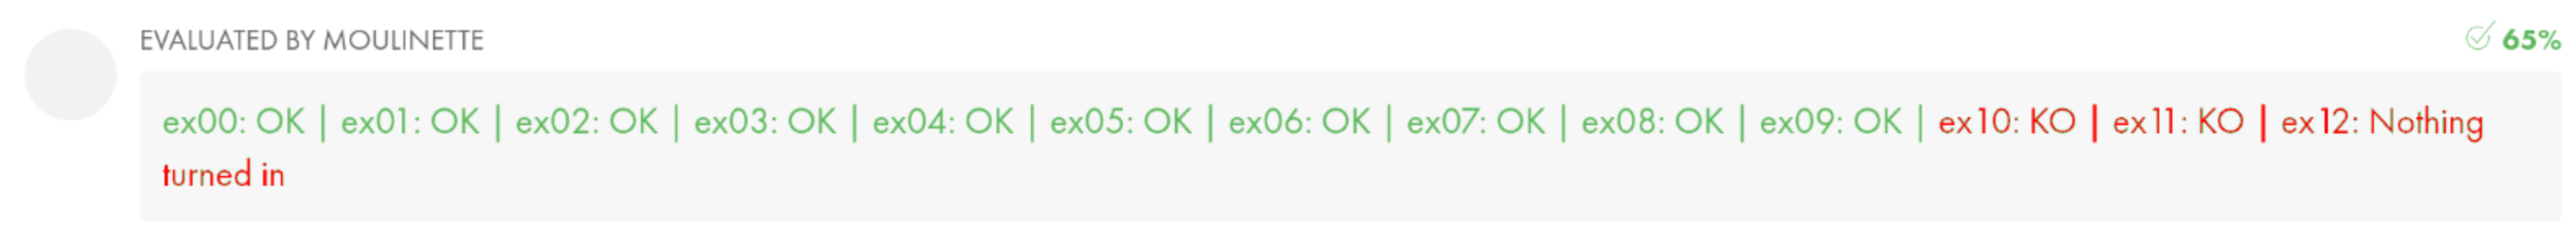 EVALUATED BY MOULINETTE
65%
ex00: OK | ex01: OK | ex02: OK | ex03: OK | ex04: OK | ex05: OK | ex06: OK | ex07: OK | ex08: OK | ex09: OK | ex10: KO | ex11: KO | ex12: Nothing
turned in